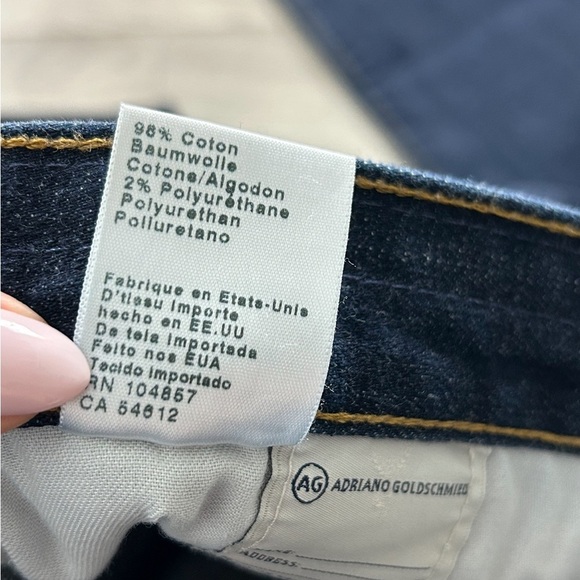 98% Coton
Baumwolle
Cotone/Algodon
2% Polyuréthane
Polyurethan
Poliuretano
Fabrique en Etats-Unis
D'tissu Importe
hecho en EE.UU
De tela importada
Feito nos EUA
Tecido importado
RN 104857
CA 54612
AG ADRIANO GOLDSCHMIED
ADDRESS: